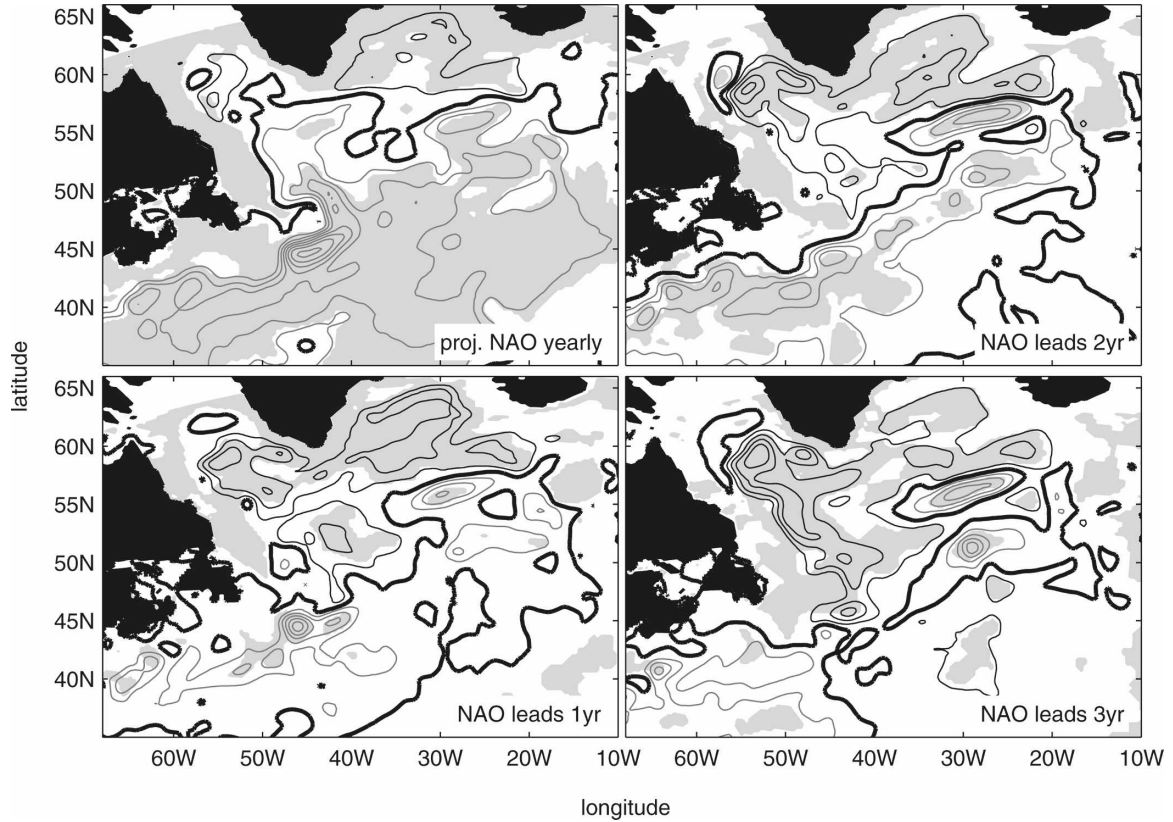 65N
60N
55N
50N
45N
40N
proj. NAO yearly
NAO leads 2yr
latitude
65N
60N
55N
50N
45N
40N
NAO leads 1yr
NAO leads 3yr
60W 50W 40W 30W 20W 60W 50W 40W 30W 20W 10W
longitude